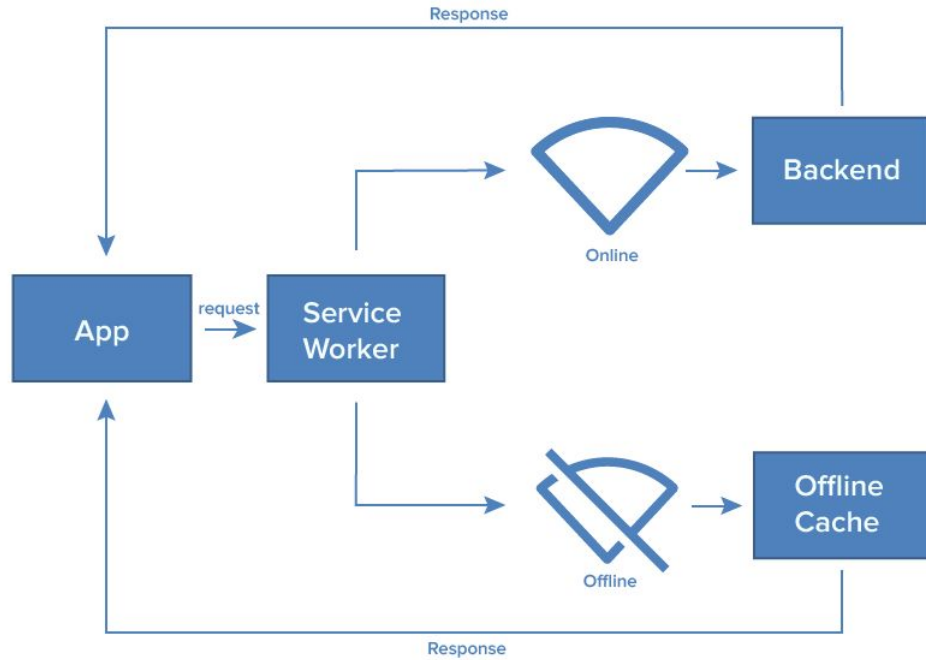 Response
Backend
Online
App
request
Service
Worker
Offline
Cache
Offline
Response